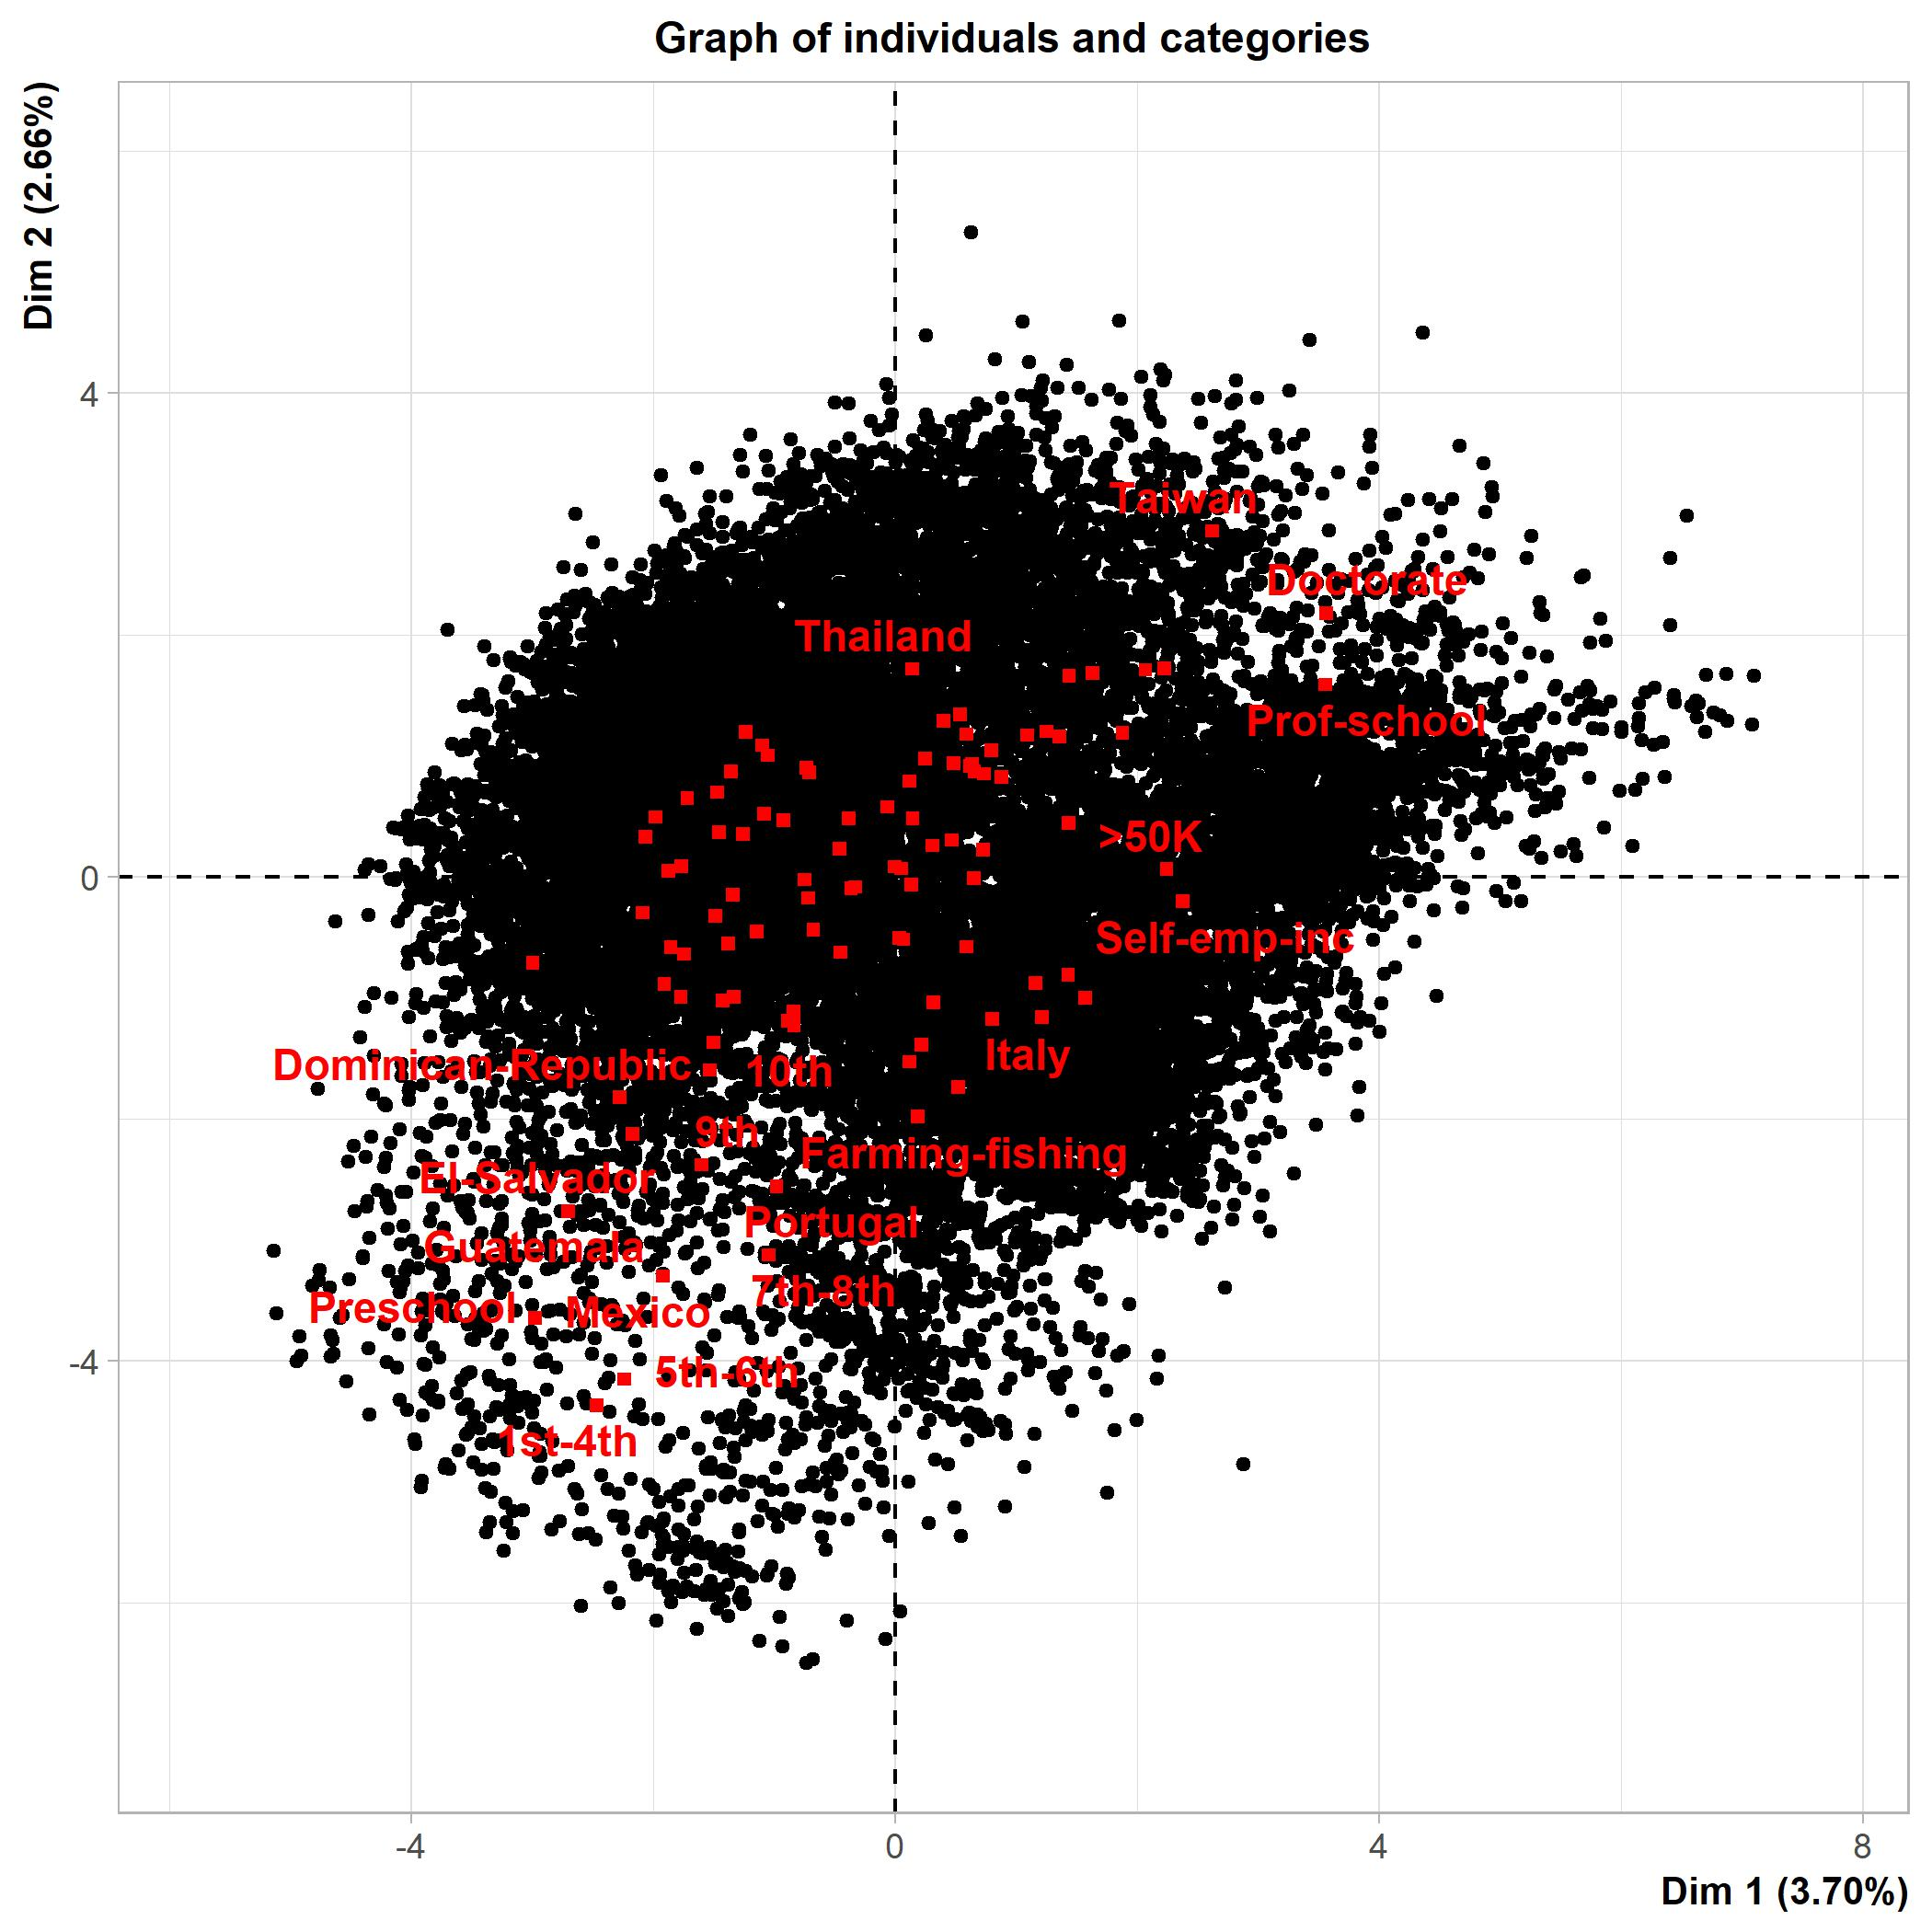 Graph of individuals and categories
Dim 2 (2.66%)
4
Taiwan
Doctorate
Thailand
Prof-school
>50K
0
Self-emp-inc
Italy
Dominican-Republic
10th
9th
Farming-fishing
El-Salvador
Portugal
Guatemala
7th-8th
Preschool
Mexico
-4
5th-6th
1st-4th
-4 0 4 8
Dim 1 (3.70%)